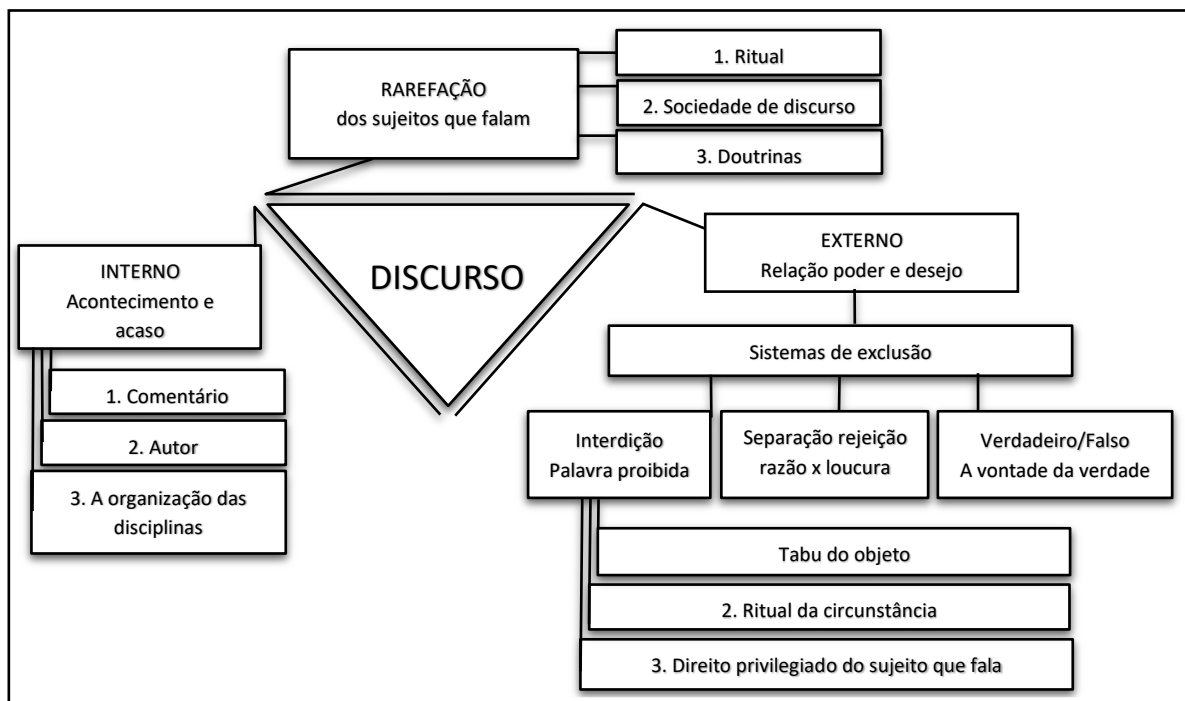 RAREFAÇÃO
dos sujeitos que falam
1. Ritual
2. Sociedade de discurso
3. Doutrinas
DISCURSO
INTERNO
Acontecimento e
acaso
1. Comentário
2. Autor
3. A organização das
disciplinas
EXTERNO
Relação poder e desejo
Sistemas de exclusão
Interdição
Palavra proibida
Separação rejeição
razão x loucura
Verdadeiro/Falso
A vontade da verdade
Tabu do objeto
2. Ritual da circunstância
3. Direito privilegiado do sujeito que fala